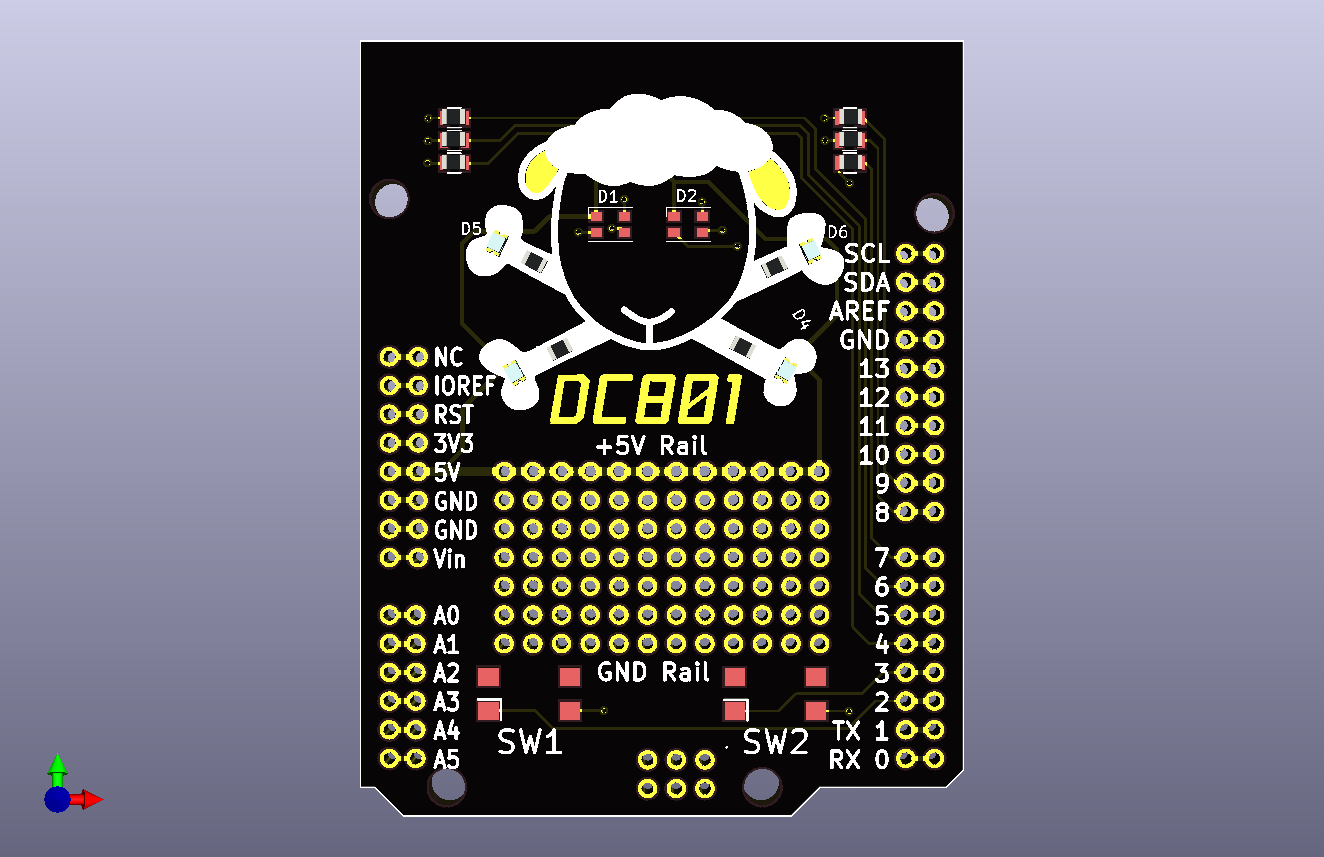 D1 D2
D5
D6
D4
DC801
+5V Rail
NC
IOREF
RST
3V3
5V
GND
GND
Vin
A0
A1
A2
A3
A4
A5
SCL
SDA
AREF
GND
13
12
11
10
9
8
7
6
5
4
3
2
TX 1
RX 0
GND Rail
SW1
SW2